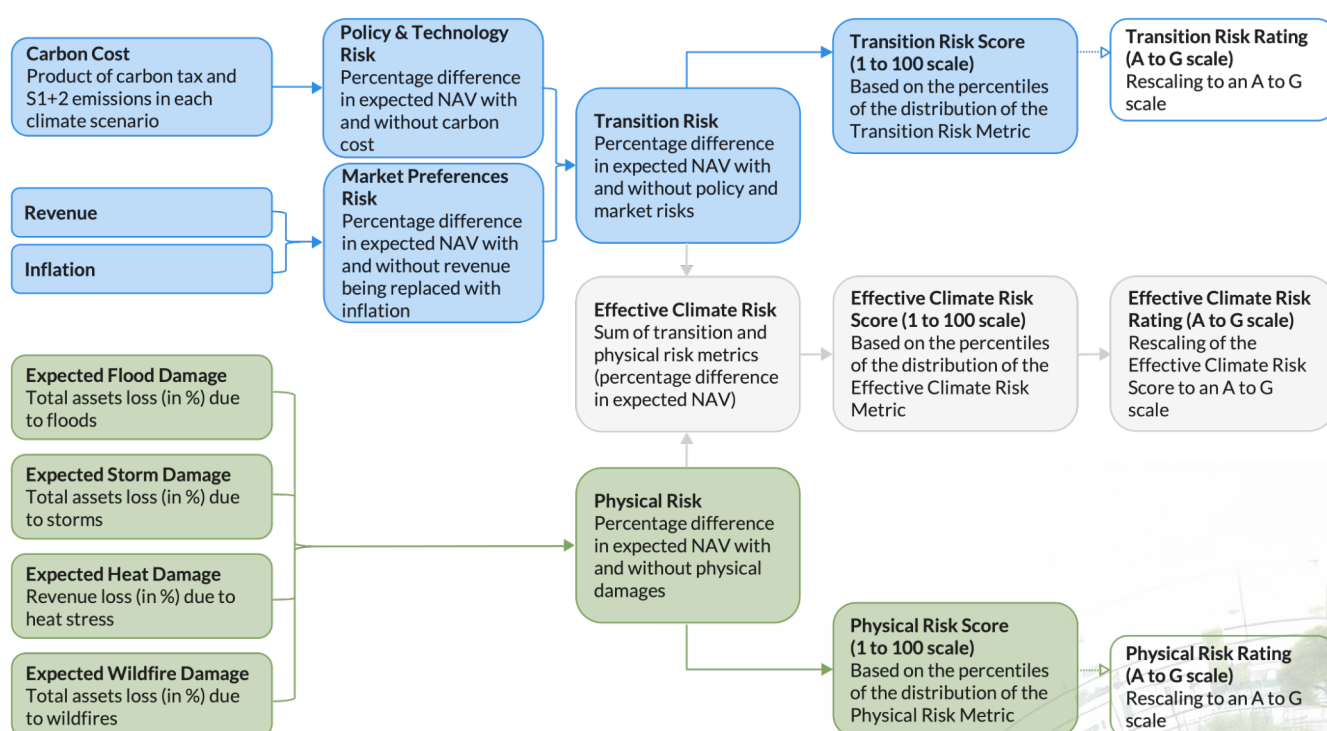 Carbon Cost
Product of carbon tax and
S1+2 emissions in each
climate scenario
Policy & Technology
Risk
Percentage difference
in expected NAV with
and without carbon
cost
Revenue
Inflation
Market Preferences
Risk
Percentage difference
in expected NAV with
and without revenue
being replaced with
inflation
Transition Risk
Percentage difference
in expected NAV with
and without policy and
market risks
Transition Risk Score
(1 to 100 scale)
Based on the percentiles
of the distribution of the
Transition Risk Metric
Transition Risk Rating
(A to G scale)
Rescaling to an A to G
scale
Effective Climate Risk
Sum of transition and
physical risk metrics
(percentage difference
in expected NAV)
Effective Climate Risk
Score (1 to 100 scale)
Based on the percentiles
of the distribution of the
Effective Climate Risk
Metric
Effective Climate Risk
Rating (A to G scale)
Rescaling of the
Effective Climate Risk
Score to an A to G
scale
Expected Flood Damage
Total assets loss (in %) due
to floods
Expected Storm Damage
Total assets loss (in %) due
to storms
Expected Heat Damage
Revenue loss (in %) due to
heat stress
Expected Wildfire Damage
Total assets loss (in %) due
to wildfires
Physical Risk
Percentage difference
in expected NAV with
and without physical
damages
Physical Risk Score
(1 to 100 scale)
Based on the percentiles
of the distribution of the
Physical Risk Metric
Physical Risk Rating
(A to G scale)
Rescaling to an A to G
scale